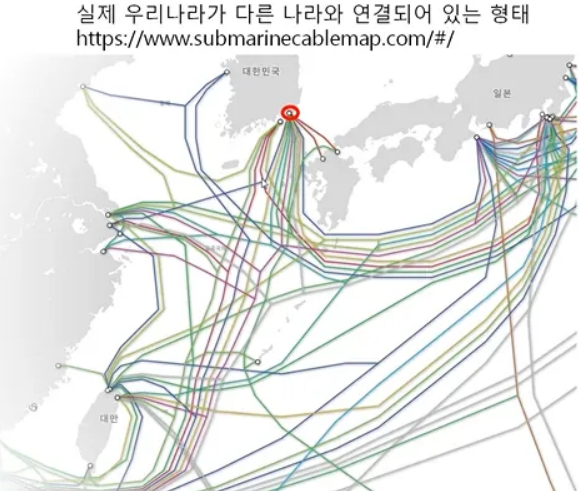 실제 우리나라가 다른 나라와 연결되어 있는 형태
https://www.submarinecablemap.com/#/
대한민국
일본
대만